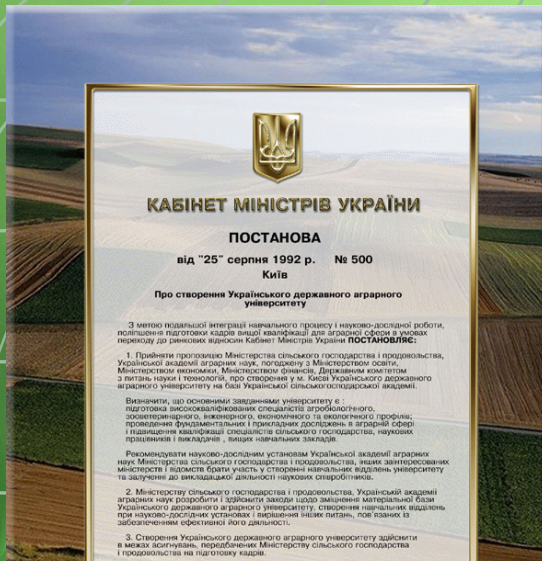 КАБІНЕТ МІНІСТРІВ УКРАЇНИ
ПОСТАНОВА
від "25" серпня 1992 р. № 500
Київ
Про створення Українського державного аграрного
університету
З метою подальшої інтеграції навчального процесу і науково-дослідної роботи,
поліпшення підготовки кадрів вищої кваліфікації для аграрної сфери в умовах
переходу до ринкових відносин Кабінет Міністрів України ПОСТАНОВЛЯЄ:
1. Прийняти пропозицію Міністерства сільського господарства і продовольства,
Української академії аграрних наук, погоджену з Міністерством освіти,
Міністерством економіки, Міністерством фінансів, Державним комітетом
з питань науки і технологій, про створення у м. Києві Українського державного
аграрного університету на базі Української сільськогосподарської академії.
Визначити, що основними завданнями університету є :
підготовка висококваліфікованих спеціалістів агробіологічного,
зооветеринарного, інженерного, економічного та екологічного профілів;
проведення фундаментальних і прикладних досліджень в аграрній сфері
і підвищення кваліфікації спеціалістів сільського господарства, наукових
працівників і викладачів , вищих навчальних закладів.
Рекомендувати науково-дослідним установам Української академії аграрних
наук Міністерства сільського господарства і продовольства, інших заінтересованих
міністерств і відомств брати участь у створенні навчальних відділень університету
та залученні до викладацької діяльності наукових співробітників.
2. Міністерству сільського господарства і продовольства, Українській академії
аграрних наук розробити і здійснити заходи щодо зміцнення матеріальної бази
Українського державного аграрного університету, створення навчальних відділень
при науково-дослідних установах і вирішення інших питань, пов'язаних із
забезпеченням ефективної його діяльності.
3. Створення Українського державного аграрного університету здійснити
в межах асигнувань, передбачених Міністерству сільського господарства
і продовольства на підготовку кадрів.